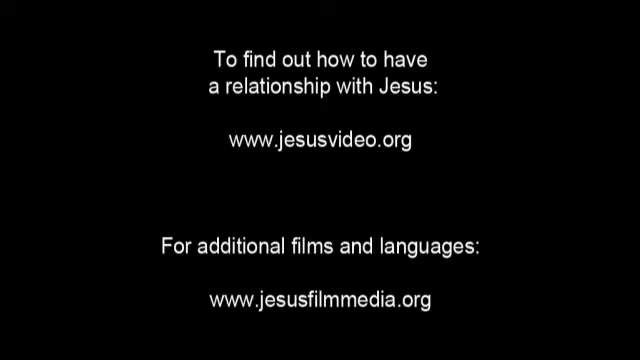 To find out how to have
a relationship with Jesus:
www.jesusvideo.org
For additional films and languages:
www.jesusfilmmedia.org